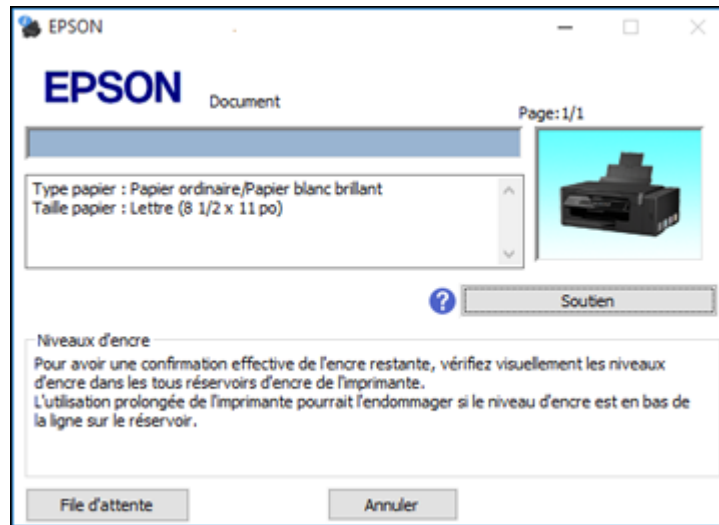 EPSON
EPSON
Document
Page:1/1
Type papier : Papier ordinaire/Papier blanc brillant
Taille papier : Lettre (8 1/2 x 11 po)
? Soutien
Niveaux d'encre
Pour avoir une confirmation effective de l'encre restante, vérifiez visuellement les niveaux
d'encre dans les tous réservoirs d'encre de l'imprimante.
L'utilisation prolongée de l'imprimante pourrait l'endommager si le niveau d'encre est en bas de
la ligne sur le réservoir.
File d'attente
Annuler